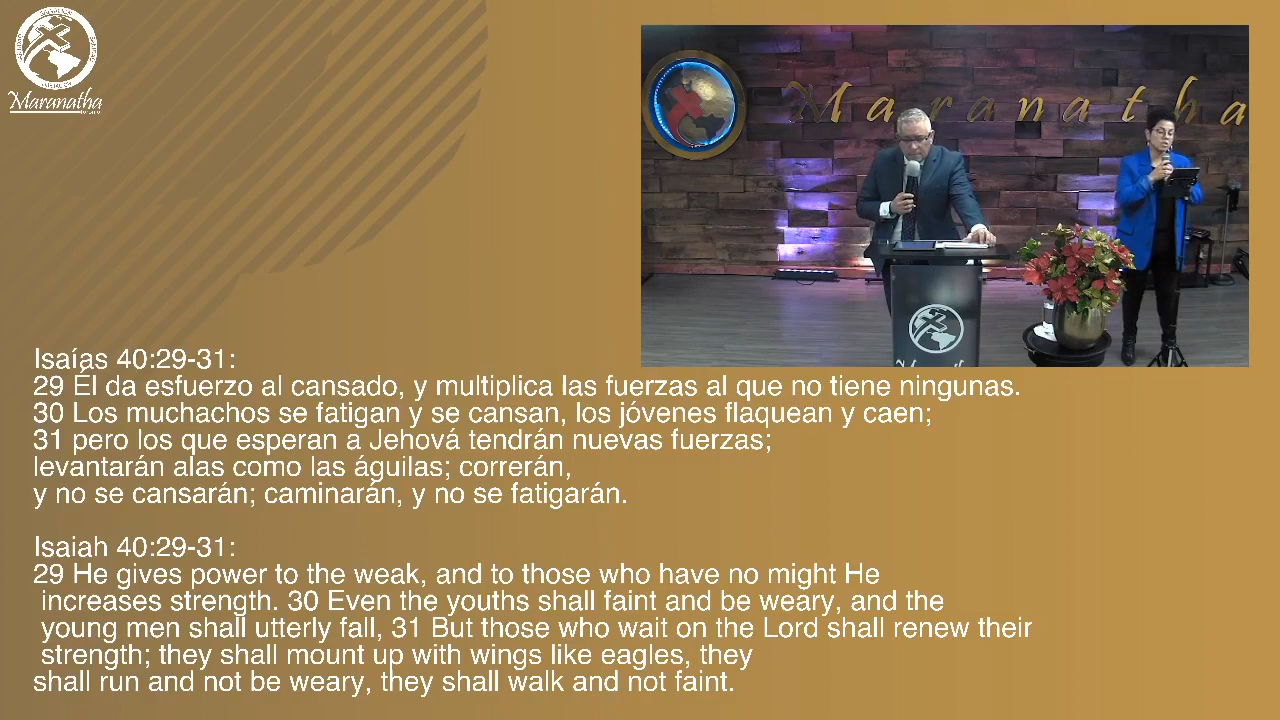 Maranatha
Maranatha
Isaías 40:29-31:
29 Él da esfuerzo al cansado, y multiplica las fuerzas al que no tiene ningunas.
30 Los muchachos se fatigan y se cansan, los jóvenes flaquean y caen;
31 pero los que esperan a Jehová tendrán nuevas fuerzas;
levantarán alas como las águilas; correrán,
y no se cansarán; caminarán, y no se fatigarán.
Isaiah 40:29-31:
29 He gives power to the weak, and to those who have no might He
increases strength. 30 Even the youths shall faint and be weary, and the
young men shall utterly fall, 31 But those who wait on the Lord shall renew their
strength; they shall mount up with wings like eagles, they
shall run and not be weary, they shall walk and not faint.